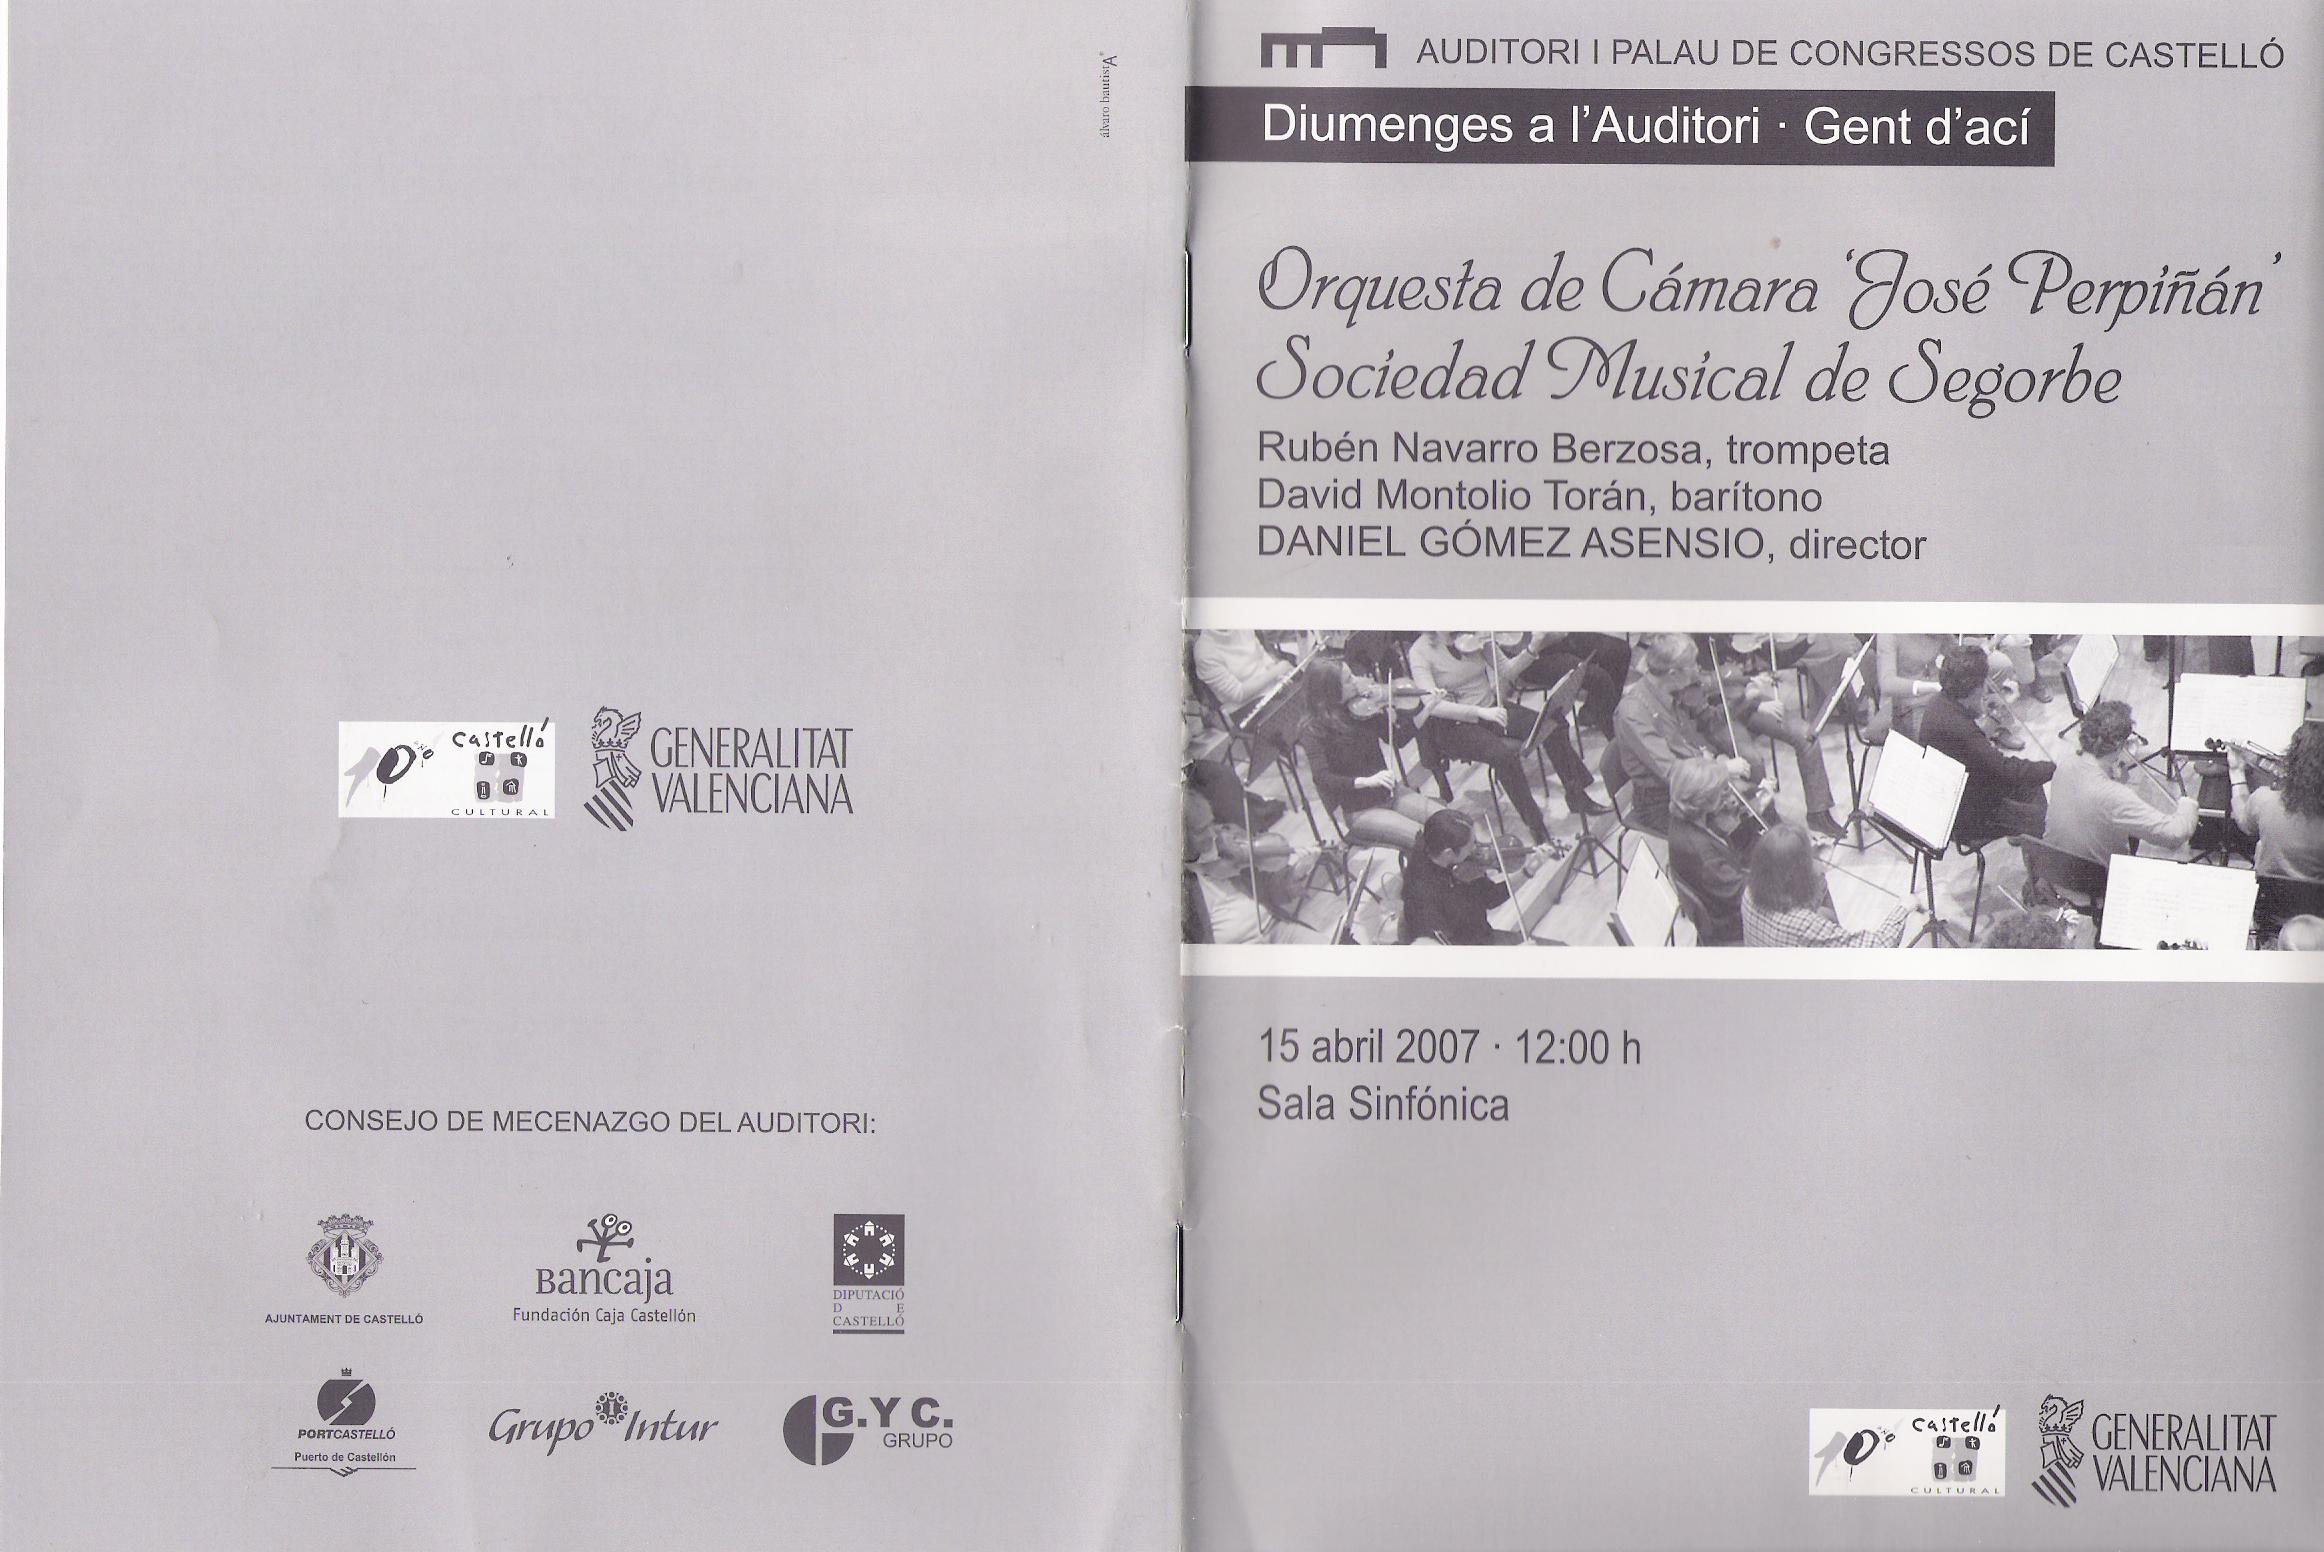 álvaro bautistA
Castelló
CULTURAL
GENERALITAT
VALENCIANA
CONSEJO DE MECENAZGO DEL AUDITORI:
AJUNTAMENT DE CASTELLÓ
Bancaja
Fundación Caja Castellón
DIPUTACIÓ
D E
CASTELLÓ
PORTCASTELLÓ
Puerto de Castellón
Grupo Intur
G.Y C.
GRUPO
AUDITORI I PALAU DE CONGRESSOS DE CASTELLÓ
Diumenges a l'Auditori · Gent d'ací
Orquesta de Cámara 'José Perpiñán'
Sociedad Musical de Segorbe
Rubén Navarro Berzosa, trompeta
David Montolio Torán, barítono
DANIEL GÓMEZ ASENSIO, director
15 abril 2007 · 12:00 h
Sala Sinfónica
Castelló
CULTURAL
GENERALITAT
VALENCIANA